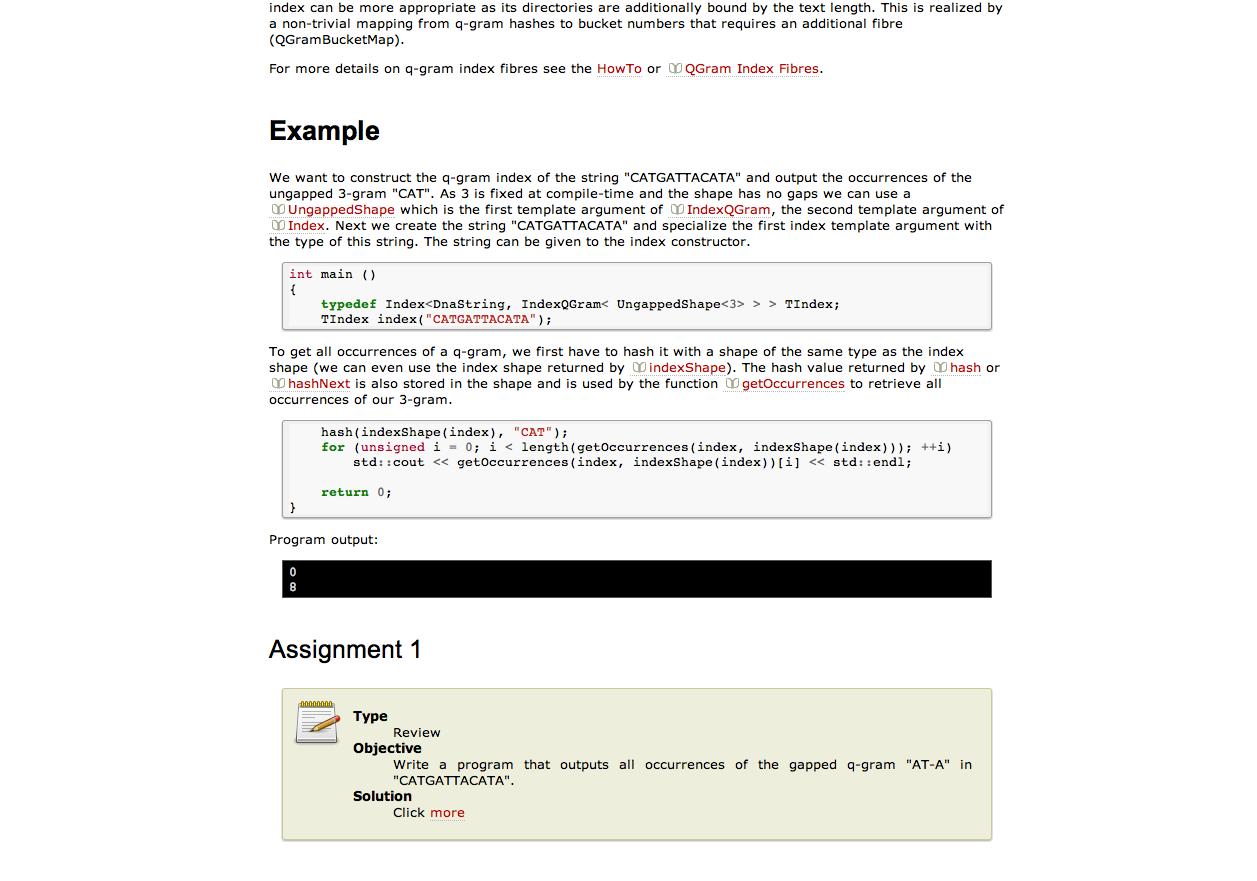 index can be more appropriate as its directories are additionally bound by the text length. This is realized by
a non-trivial mapping from q-gram hashes to bucket numbers that requires an additional fibre
(QGramBucketMap).
For more details on q-gram index fibres see the HowTo or QGram Index Fibres.
Example
We want to construct the q-gram index of the string "CATGATTACATA" and output the occurrences of the
ungapped 3-gram "CAT". As 3 is fixed at compile-time and the shape has no gaps we can use a
UngappedShape which is the first template argument of IndexQGram, the second template argument of
Index. Next we create the string "CATGATTACATA" and specialize the first index template argument with
the type of this string. The string can be given to the index constructor.
int main ()
{
    typedef Index<DnaString, IndexQGram< UngappedShape<3> > > TIndex;
    TIndex index("CATGATTACATA");
To get all occurrences of a q-gram, we first have to hash it with a shape of the same type as the index
shape (we can even use the index shape returned by indexShape). The hash value returned by hash or
hashNext is also stored in the shape and is used by the function getOccurrences to retrieve all
occurrences of our 3-gram.
    hash(indexShape(index), "CAT");
    for (unsigned i = 0; i < length(getOccurrences(index, indexShape(index))); ++i)
        std::cout << getOccurrences(index, indexShape(index))[i] << std::endl;
    return 0;
}
Program output:
0
8
Assignment 1
Type
Review
Objective
Write a program that outputs all occurrences of the gapped q-gram "AT-A" in
"CATGATTACATA".
Solution
Click more